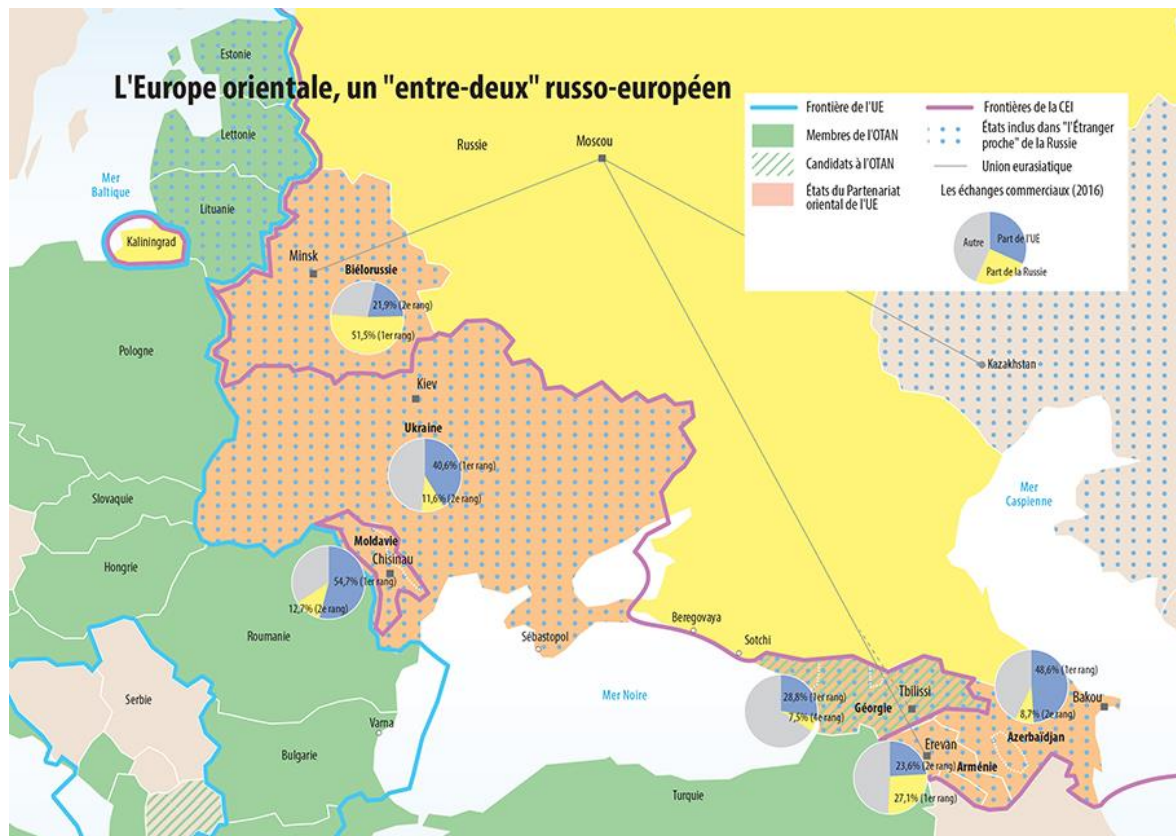 Estonie
L'Europe orientale, un "entre-deux" russo-européen
Frontière de l'UE
Membres de l'OTAN
Candidats à l'OTAN
États du Partenariat
oriental de l'UE
Frontières de la CEI
États inclus dans "l'Étranger
proche" de la Russie
Union eurasiatique
Les échanges commerciaux (2016)
Autre
Part de l'UE
Part de la Russie
Lettonie
Russie
Moscou
Mer
Baltique
Lituanie
Kaliningrad
Minsk
Biélorussie
21,9% (2e rang)
51,5% (1er rang)
Pologne
Kazakhstan
Kiev
Ukraine
40,6% (1er rang)
11,6% (2e rang)
Slovaquie
Mer
Caspienne
Hongrie
Moldavie
Chisinau
54,7% (1er rang)
12,7% (2e rang)
Roumanie
Sébastopol
Beregovaya
Sotchi
Serbie
Mer Noire
28,8% (1er rang)
7,5% (4e rang)
Géorgie
Tbilissi
48,6% (1er rang)
8,7% (2e rang)
Bakou
Azerbaïdjan
Varna
Bulgarie
Erevan
Arménie
23,6% (2e rang)
27,1% (1er rang)
Turquie